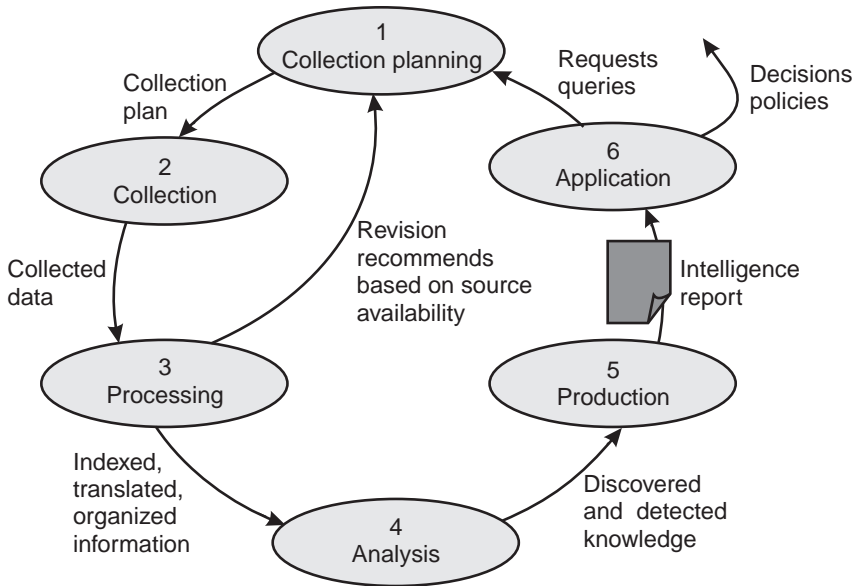 1
Collection planning
Collection
plan
2
Collection
Collected
data
3
Processing
Revision
recommends
based on source
availability
Indexed,
translated,
organized
information
4
Analysis
Discovered
and detected
knowledge
5
Production
Intelligence
report
6
Application
Requests
queries
Decisions
policies